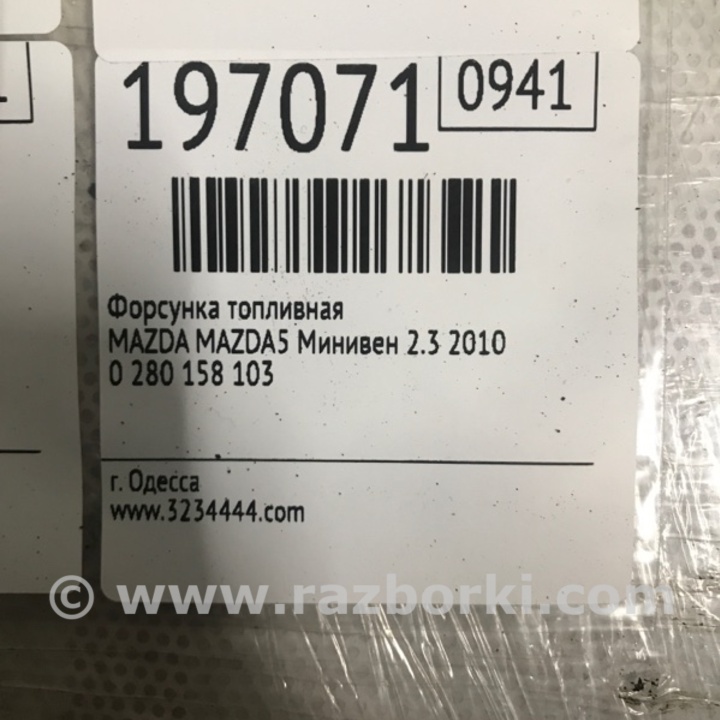 197071
0941
Форсунка топливная
MAZDA MAZDA5 Минивен 2.3 2010
0 280 158 103
г. Одесса
www.3234444.com
© www.razborki.com